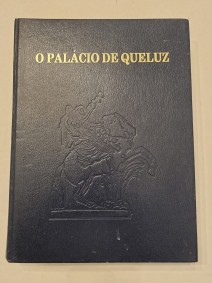 O PALÁCIO DE QUELUZ